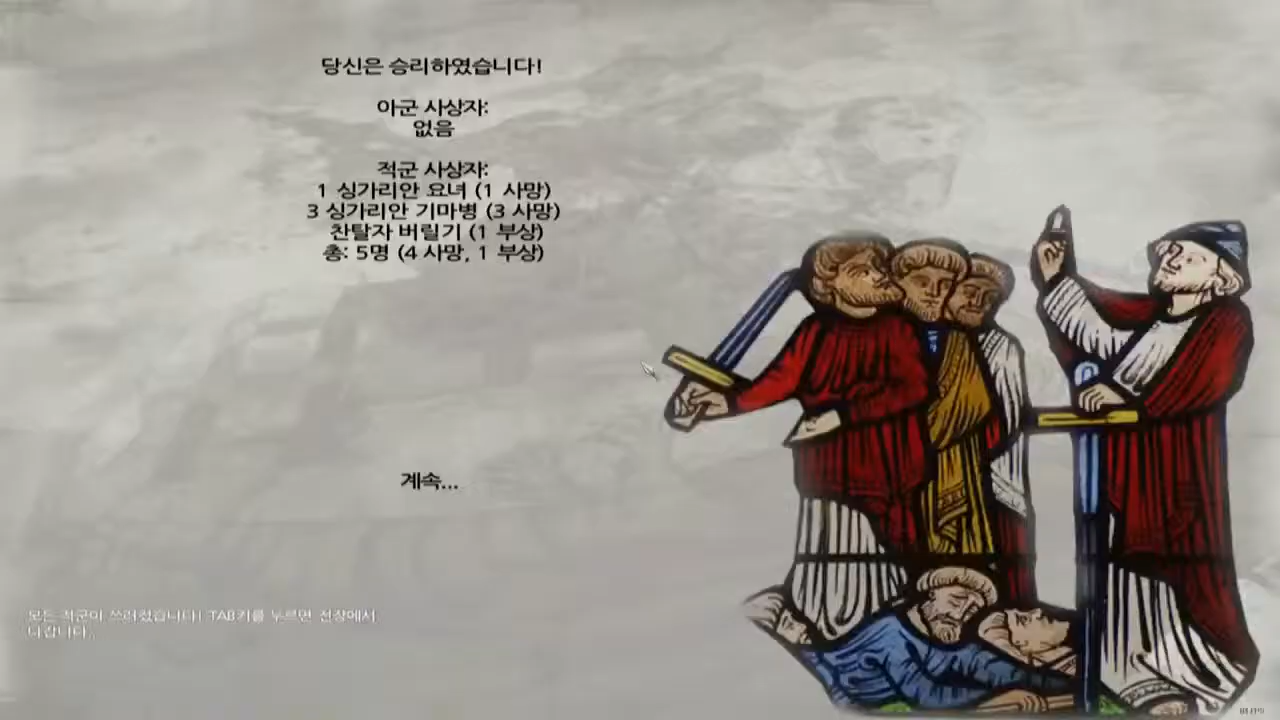 당신은 승리하였습니다!
아군 사상자:
없음
적군 사상자:
1 싱가리안 요녀 (1 사망)
3 싱가리안 기마병 (3 사망)
찬탈자 버릴기 (1 부상)
총: 5명 (4 사망, 1 부상)
계속...
모든 적군이 쓰러졌습니다! TAB키를 누르면 전장에서
나갑니다.